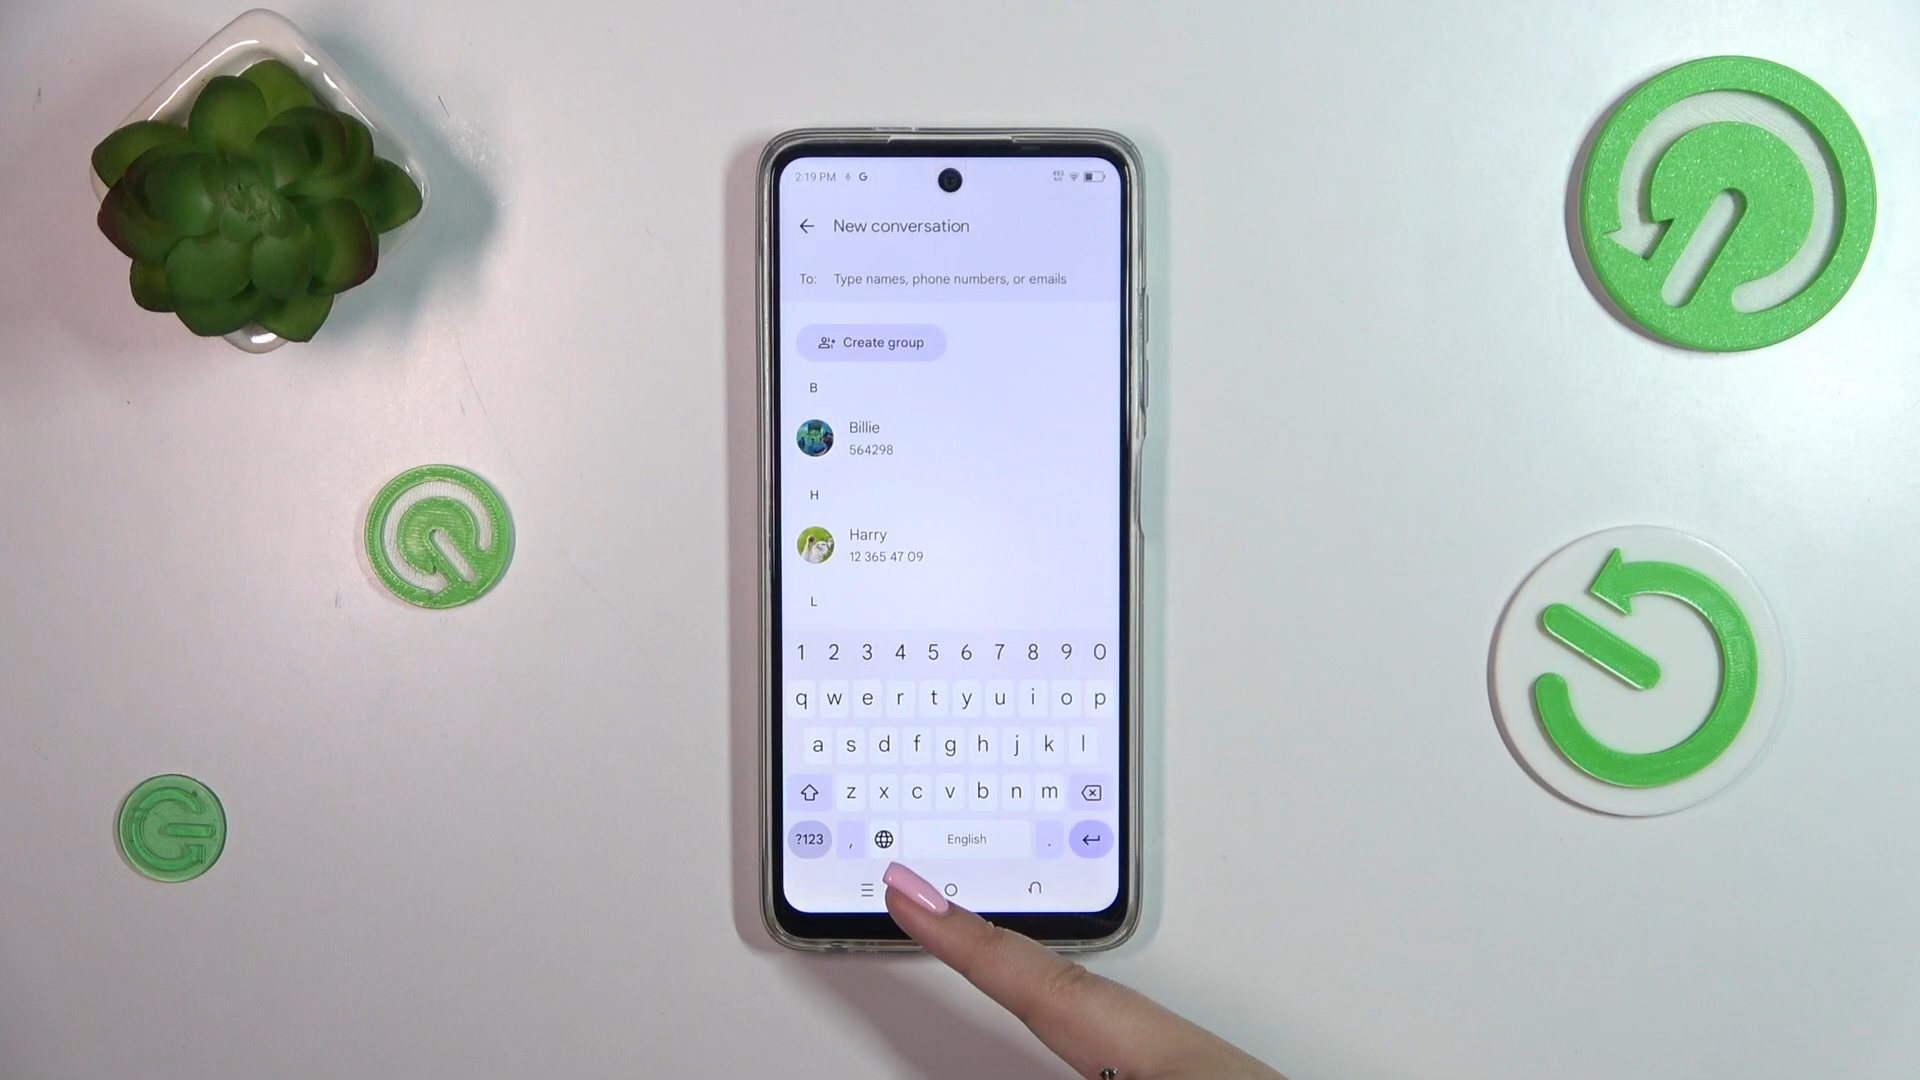 2:19 PM G
New conversation
To: Type names, phone numbers, or emails
Create group
B
Billie
564298
H
Harry
12 365 47 09
L
1 2 3 4 5 6 7 8 9 0
q w e r t y u i o p
a s d f g h j k l
z x c v b n m
?123 , English .